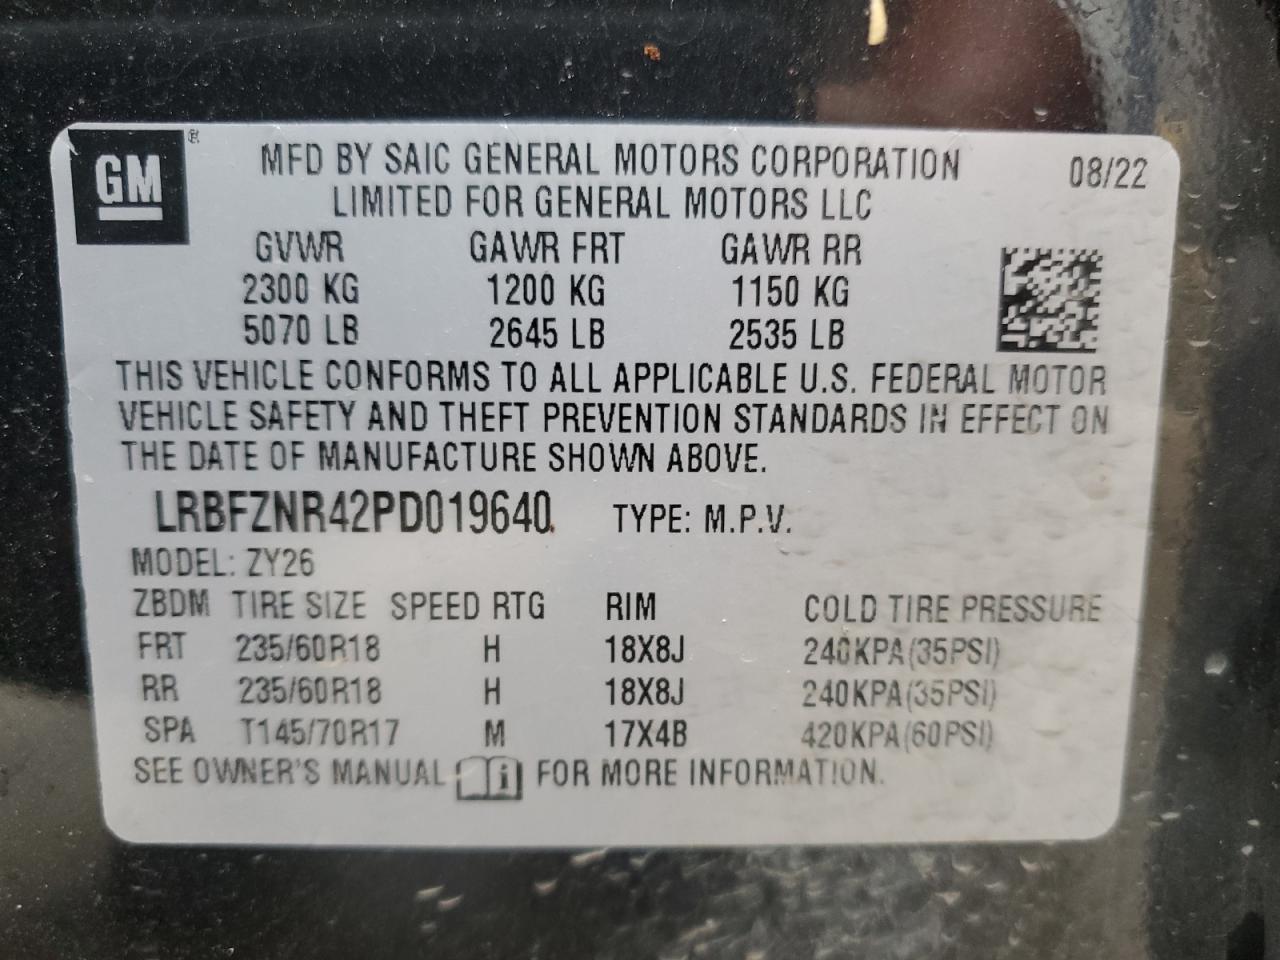 GM ®
MFD BY SAIC GENERAL MOTORS CORPORATION 08/22
LIMITED FOR GENERAL MOTORS LLC
GVWR GAWR FRT GAWR RR
2300 KG 1200 KG 1150 KG
5070 LB 2645 LB 2535 LB
THIS VEHICLE CONFORMS TO ALL APPLICABLE U.S. FEDERAL MOTOR
VEHICLE SAFETY AND THEFT PREVENTION STANDARDS IN EFFECT ON
THE DATE OF MANUFACTURE SHOWN ABOVE.
LRBFZNR42PD019640 TYPE: M.P.V.
MODEL: ZY26
ZBDM TIRE SIZE SPEED RTG RIM COLD TIRE PRESSURE
FRT 235/60R18 H 18X8J 240KPA(35PSI)
RR 235/60R18 H 18X8J 240KPA(35PSI)
SPA T145/70R17 M 17X4B 420KPA(60PSI)
SEE OWNER'S MANUAL i FOR MORE INFORMATION.